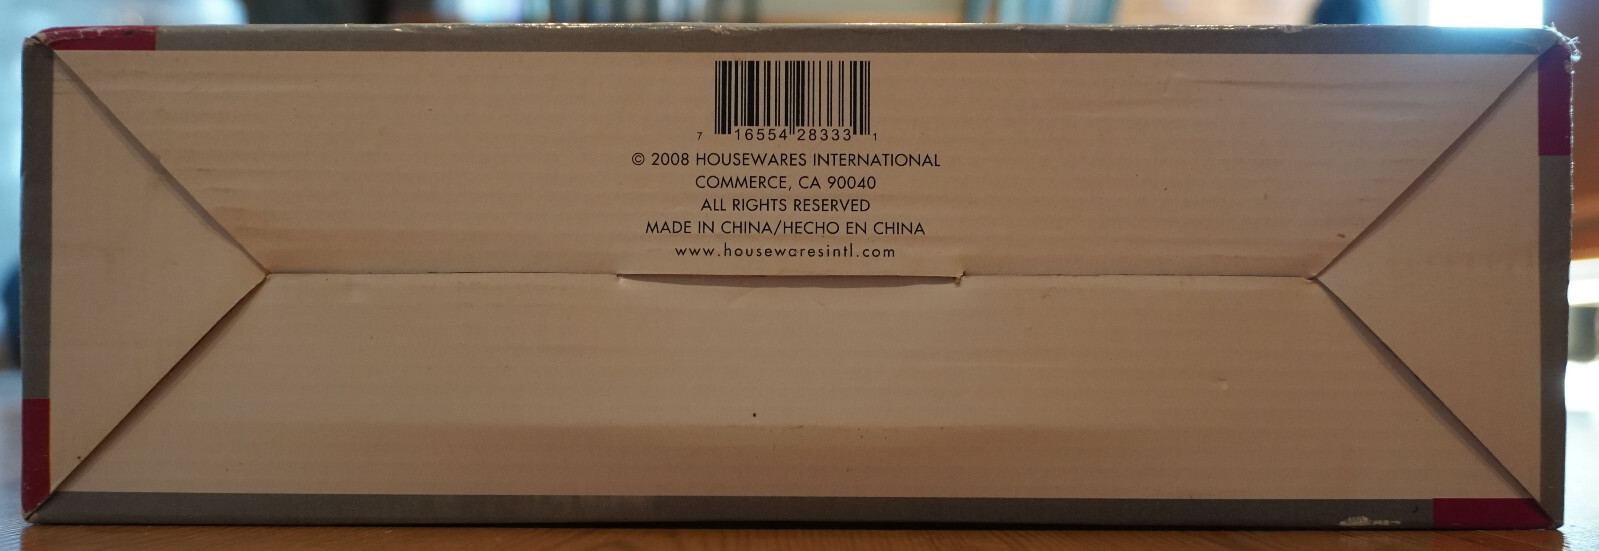 7 16554 28333 1
© 2008 HOUSEWARES INTERNATIONAL
COMMERCE, CA 90040
ALL RIGHTS RESERVED
MADE IN CHINA/HECHO EN CHINA
www.housewaresintl.com